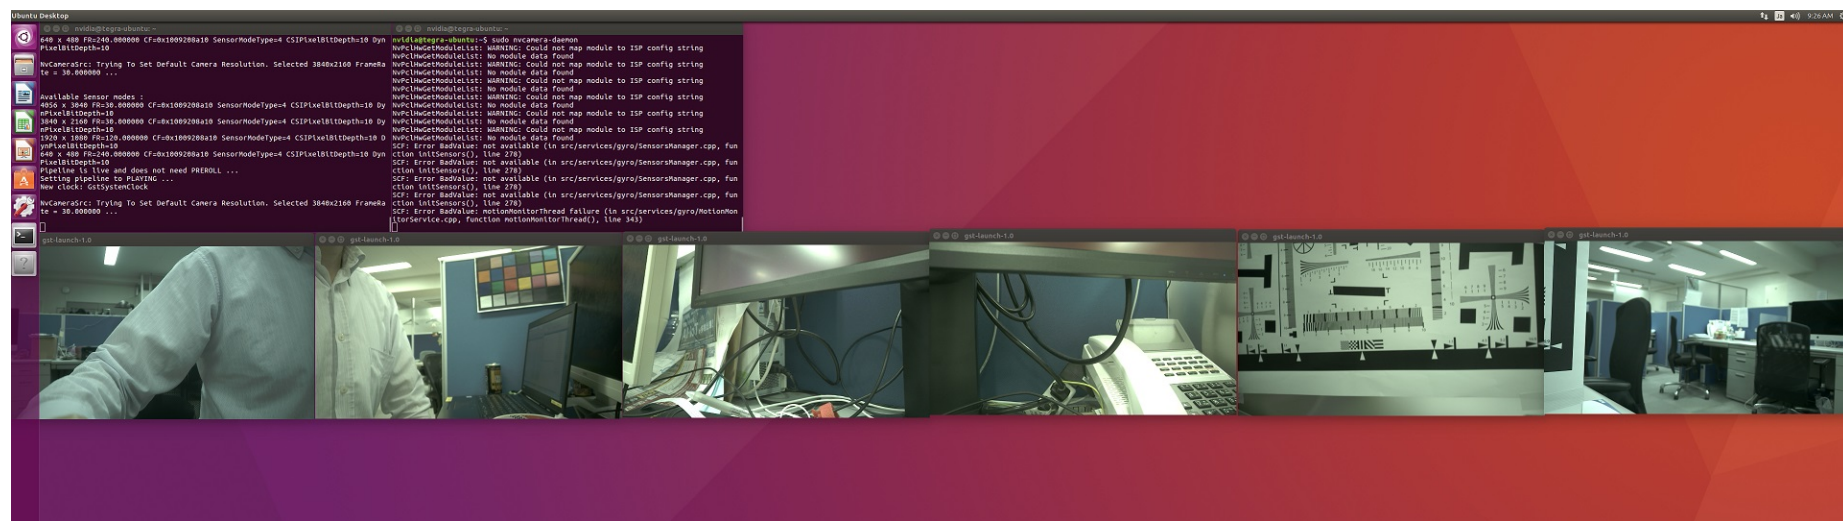 Ubuntu Desktop
Ja
9:26 AM
nvidia@tegra-ubuntu: ~
640 x 480 FR=240.000000 CF=0x1009208a10 SensorModeType=4 CSIPixelBitDepth=10 Dyn
PixelBitDepth=10
NvCameraSrc: Trying To Set Default Camera Resolution. Selected 3840x2160 FrameRa
te = 30.000000 ...
Available Sensor modes :
4056 x 3040 FR=30.000000 CF=0x1009208a10 SensorModeType=4 CSIPixelBitDepth=10 Dy
nPixelBitDepth=10
3840 x 2160 FR=30.000000 CF=0x1009208a10 SensorModeType=4 CSIPixelBitDepth=10 Dy
nPixelBitDepth=10
1920 x 1080 FR=120.000000 CF=0x1009208a10 SensorModeType=4 CSIPixelBitDepth=10 D
ynPixelBitDepth=10
640 x 480 FR=240.000000 CF=0x1009208a10 SensorModeType=4 CSIPixelBitDepth=10 Dyn
PixelBitDepth=10
Pipeline is live and does not need PREROLL ...
Setting pipeline to PLAYING ...
New clock: GstSystemClock
NvCameraSrc: Trying To Set Default Camera Resolution. Selected 3840x2160 FrameRa
te = 30.000000 ...
nvidia@tegra-ubuntu: ~
nvidia@tegra-ubuntu:~$ sudo nvcamera-daemon
NvPclHwGetModuleList: WARNING: Could not map module to ISP config string
NvPclHwGetModuleList: No module data found
NvPclHwGetModuleList: WARNING: Could not map module to ISP config string
NvPclHwGetModuleList: No module data found
NvPclHwGetModuleList: WARNING: Could not map module to ISP config string
NvPclHwGetModuleList: No module data found
NvPclHwGetModuleList: WARNING: Could not map module to ISP config string
NvPclHwGetModuleList: No module data found
NvPclHwGetModuleList: WARNING: Could not map module to ISP config string
NvPclHwGetModuleList: No module data found
NvPclHwGetModuleList: WARNING: Could not map module to ISP config string
NvPclHwGetModuleList: No module data found
SCF: Error BadValue: not available (in src/services/gyro/SensorsManager.cpp, fun
ction initSensors(), line 278)
SCF: Error BadValue: not available (in src/services/gyro/SensorsManager.cpp, fun
ction initSensors(), line 278)
SCF: Error BadValue: not available (in src/services/gyro/SensorsManager.cpp, fun
ction initSensors(), line 278)
SCF: Error BadValue: not available (in src/services/gyro/SensorsManager.cpp, fun
ction initSensors(), line 278)
SCF: Error BadValue: motionMonitorThread failure (in src/services/gyro/MotionMon
itorService.cpp, function motionMonitorThread(), line 343)
gst-launch-1.0
gst-launch-1.0
gst-launch-1.0
gst-launch-1.0
gst-launch-1.0
gst-launch-1.0